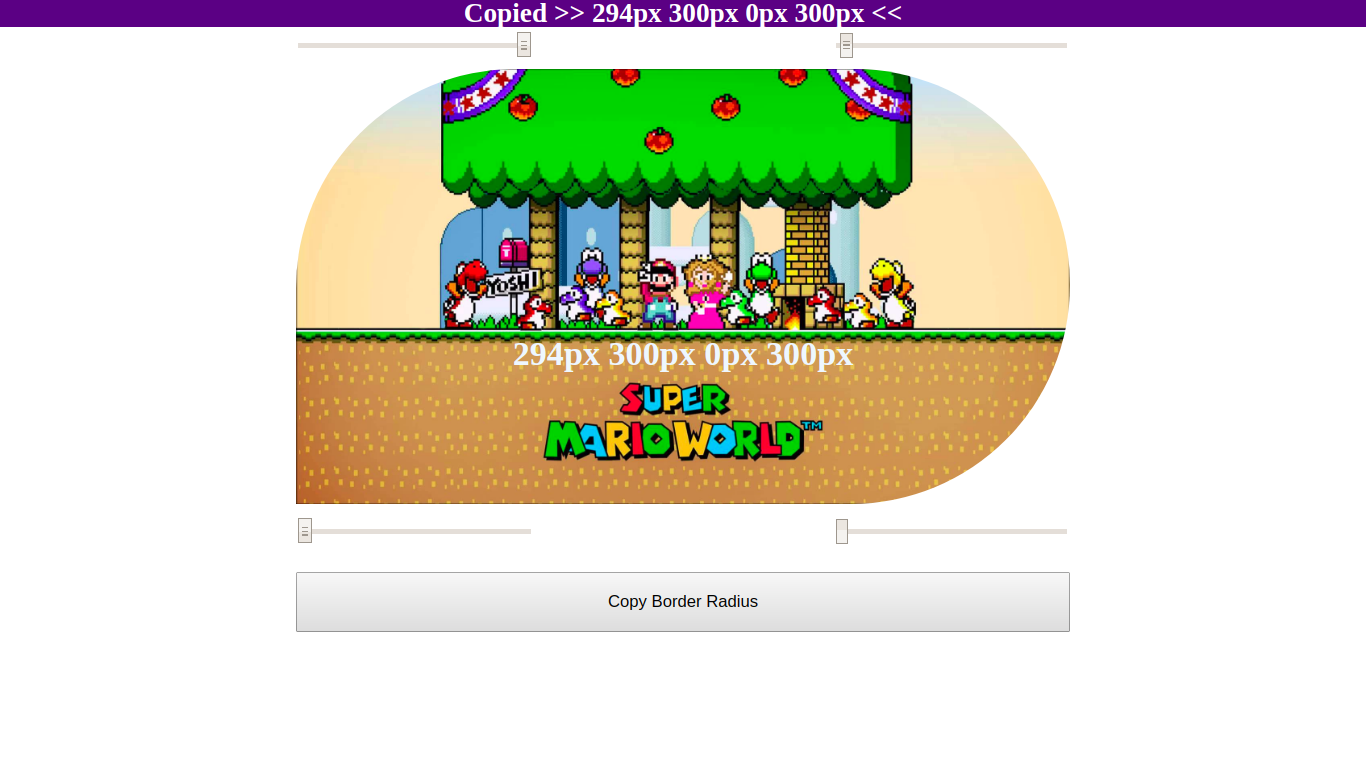 Copied >> 294px 300px 0px 300px <<
YOSHI
294px 300px 0px 300px
SUPER
MARIO WORLD™
Copy Border Radius